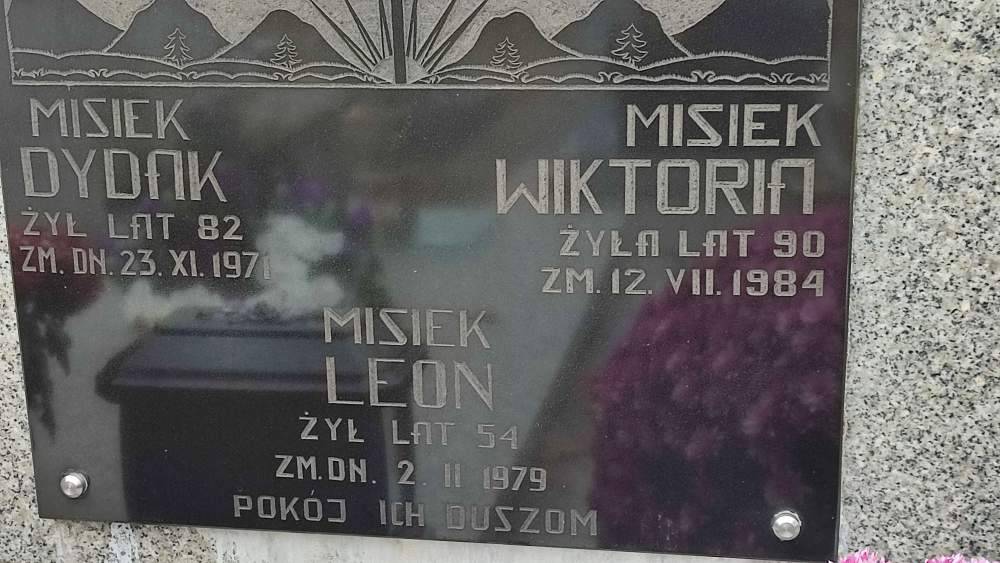 MISIEK
DYDAK
ŻYŁ LAT 82
ZM. DN. 23. XI. 1971
MISIEK
WIKTORIA
ŻYŁA LAT 90
ZM. 12. VII. 1984
MISIEK
LEON
ŻYŁ LAT 54
ZM. DN. 2. II 1979
POKÓJ ICH DUSZOM